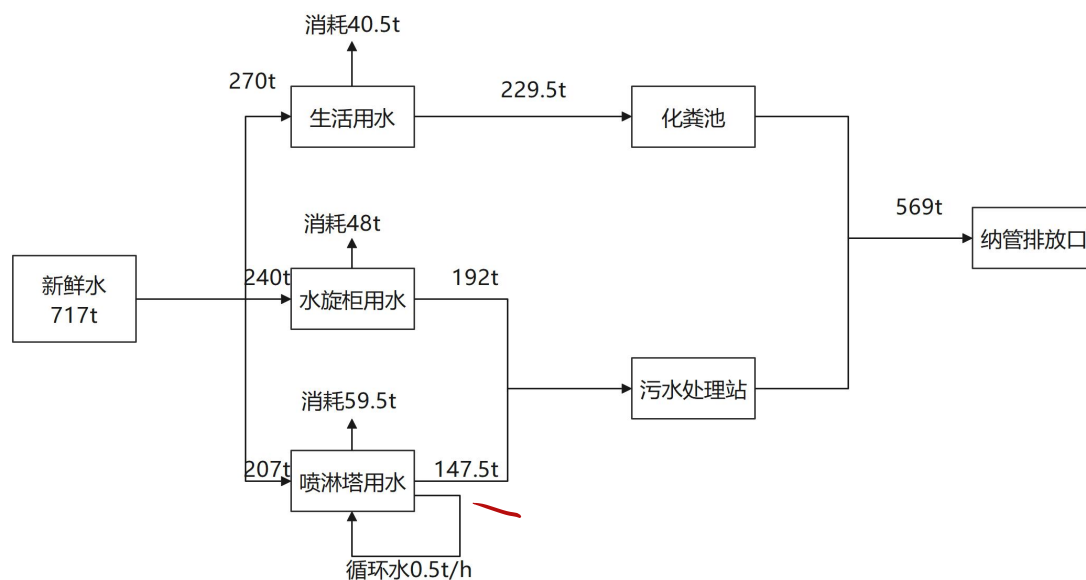 消耗40.5t
270t
生活用水
229.5t
化粪池
消耗48t
569t
纳管排放口
新鲜水
717t
240t
水旋柜用水
192t
污水处理站
消耗59.5t
207t
喷淋塔用水
147.5t
循环水0.5t/h